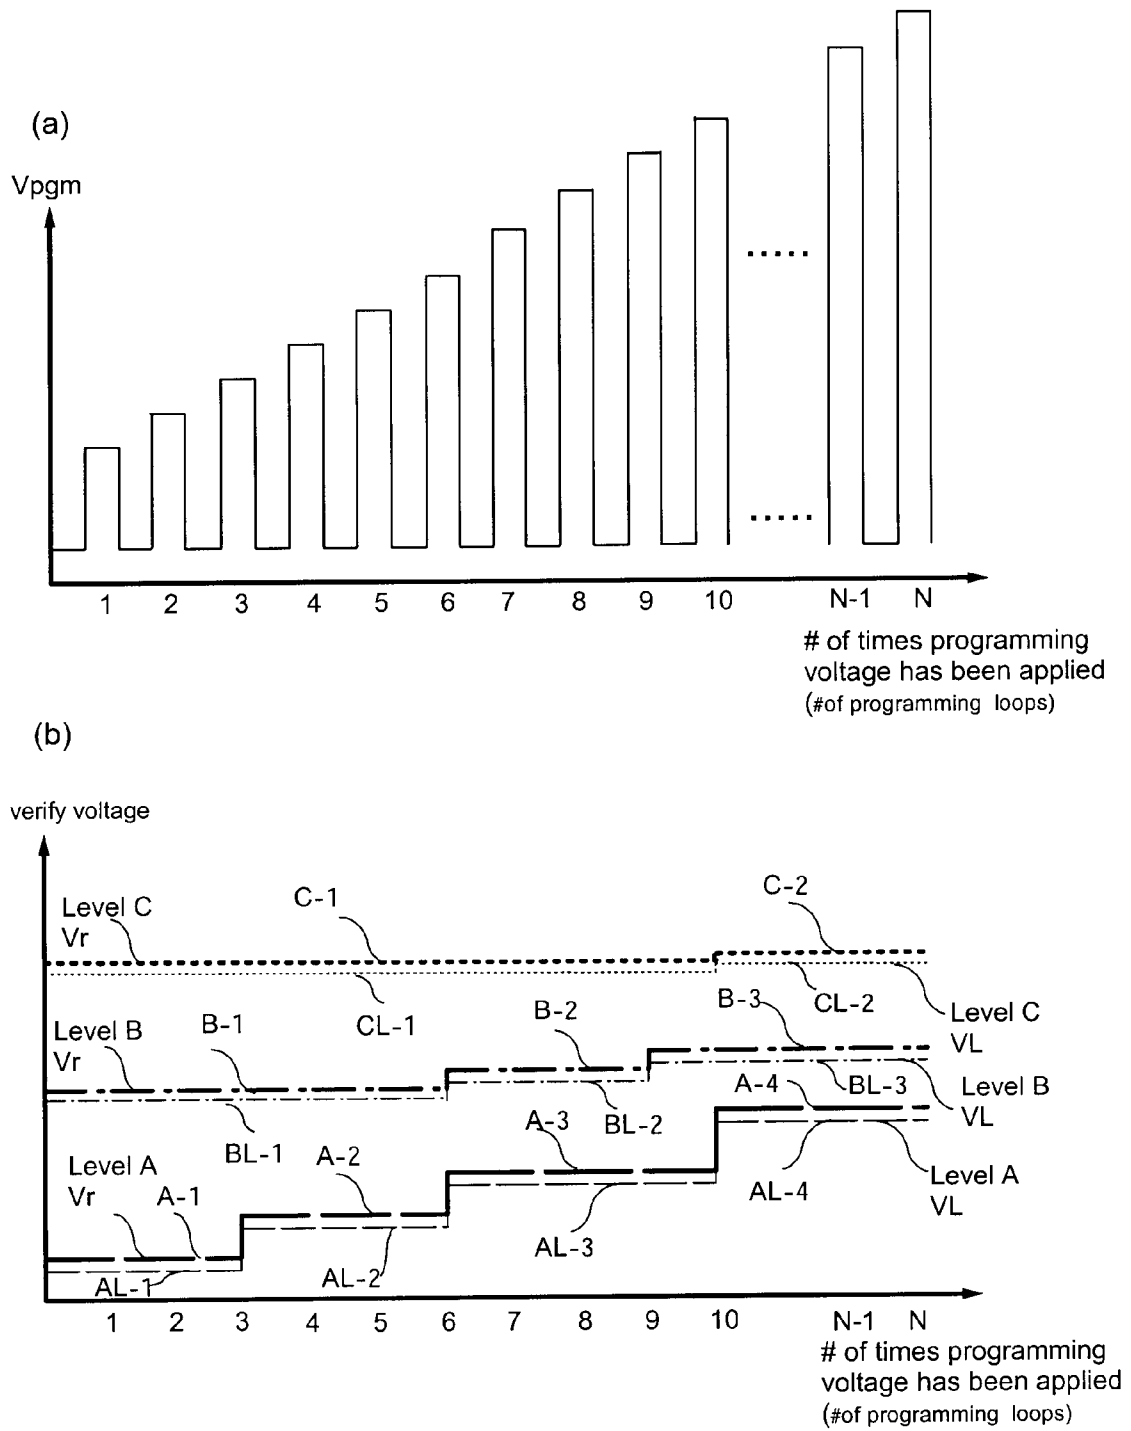 (a)
Vpgm
1 2 3 4 5 6 7 8 9 10 N-1 N
# of times programming
voltage has been applied
(#of programming loops)
(b)
verify voltage
Level C
Vr
C-1
C-2
CL-1
CL-2
Level C
VL
Level B
Vr
B-1
B-2
B-3
BL-1
BL-2
BL-3
Level B
VL
Level A
Vr
A-1
A-2
A-3
A-4
AL-1
AL-2
AL-3
AL-4
Level A
VL
1 2 3 4 5 6 7 8 9 10 N-1 N
# of times programming
voltage has been applied
(#of programming loops)